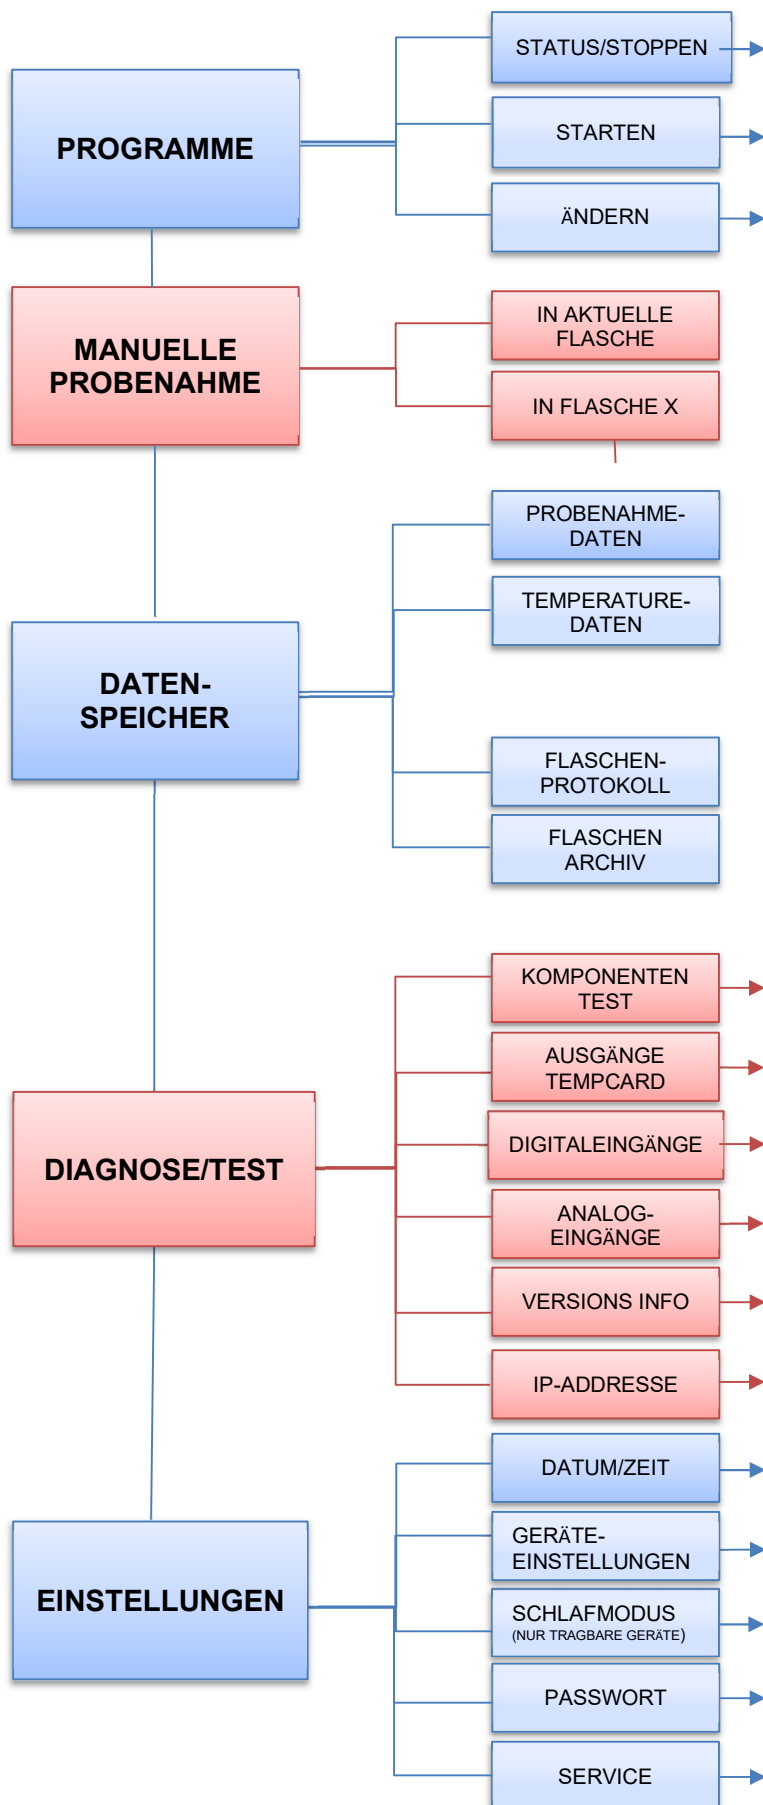 PROGRAMME
STATUS/STOPPEN
STARTEN
ÄNDERN
MANUELLE
PROBENAHME
IN AKTUELLE
FLASCHE
IN FLASCHE X
DATEN-
SPEICHER
PROBENAHME-
DATEN
TEMPERATURE-
DATEN
FLASCHEN-
PROTOKOLL
FLASCHEN
ARCHIV
DIAGNOSE/TEST
KOMPONENTEN
TEST
AUSGÄNGE
TEMPCARD
DIGITALEINGÄNGE
ANALOG-
EINGÄNGE
VERSIONS INFO
IP-ADDRESSE
EINSTELLUNGEN
DATUM/ZEIT
GERÄTE-
EINSTELLUNGEN
SCHLAFMODUS
(NUR TRAGBARE GERÄTE)
PASSWORT
SERVICE